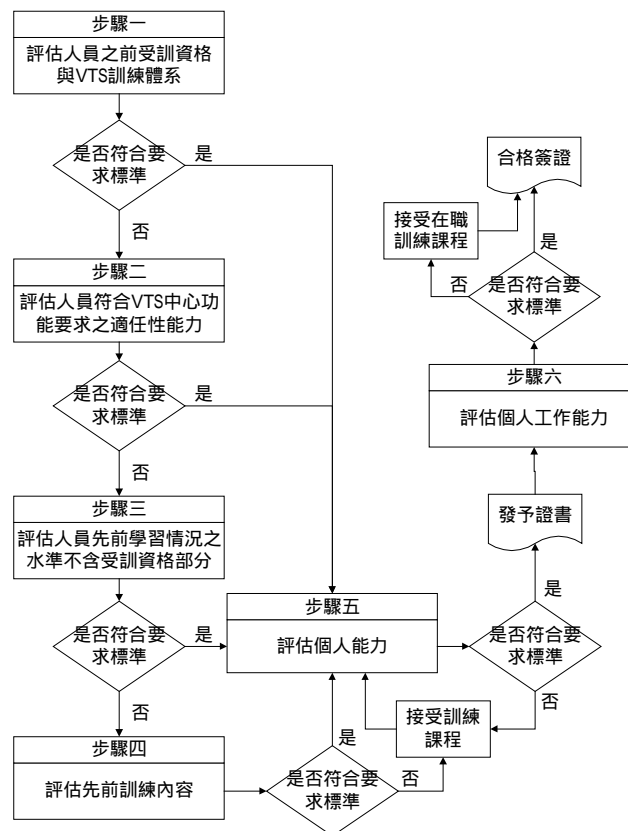 步驟一
評估人員之前受訓資格
與VTS訓練體系
是否符合要
求標準
是
否
步驟二
評估人員符合VTS中心功
能要求之適任性能力
是否符合要
求標準
是
否
步驟三
評估人員先前學習情況之
水準不含受訓資格部分
是否符合要
求標準
是
否
步驟四
評估先前訓練內容
是否符合要
求標準
是
否
接受訓練
課程
步驟五
評估個人能力
是否符合要
求標準
否
是
發予證書
步驟六
評估個人工作能力
是否符合要
求標準
否
是
接受在職
訓練課程
合格簽證